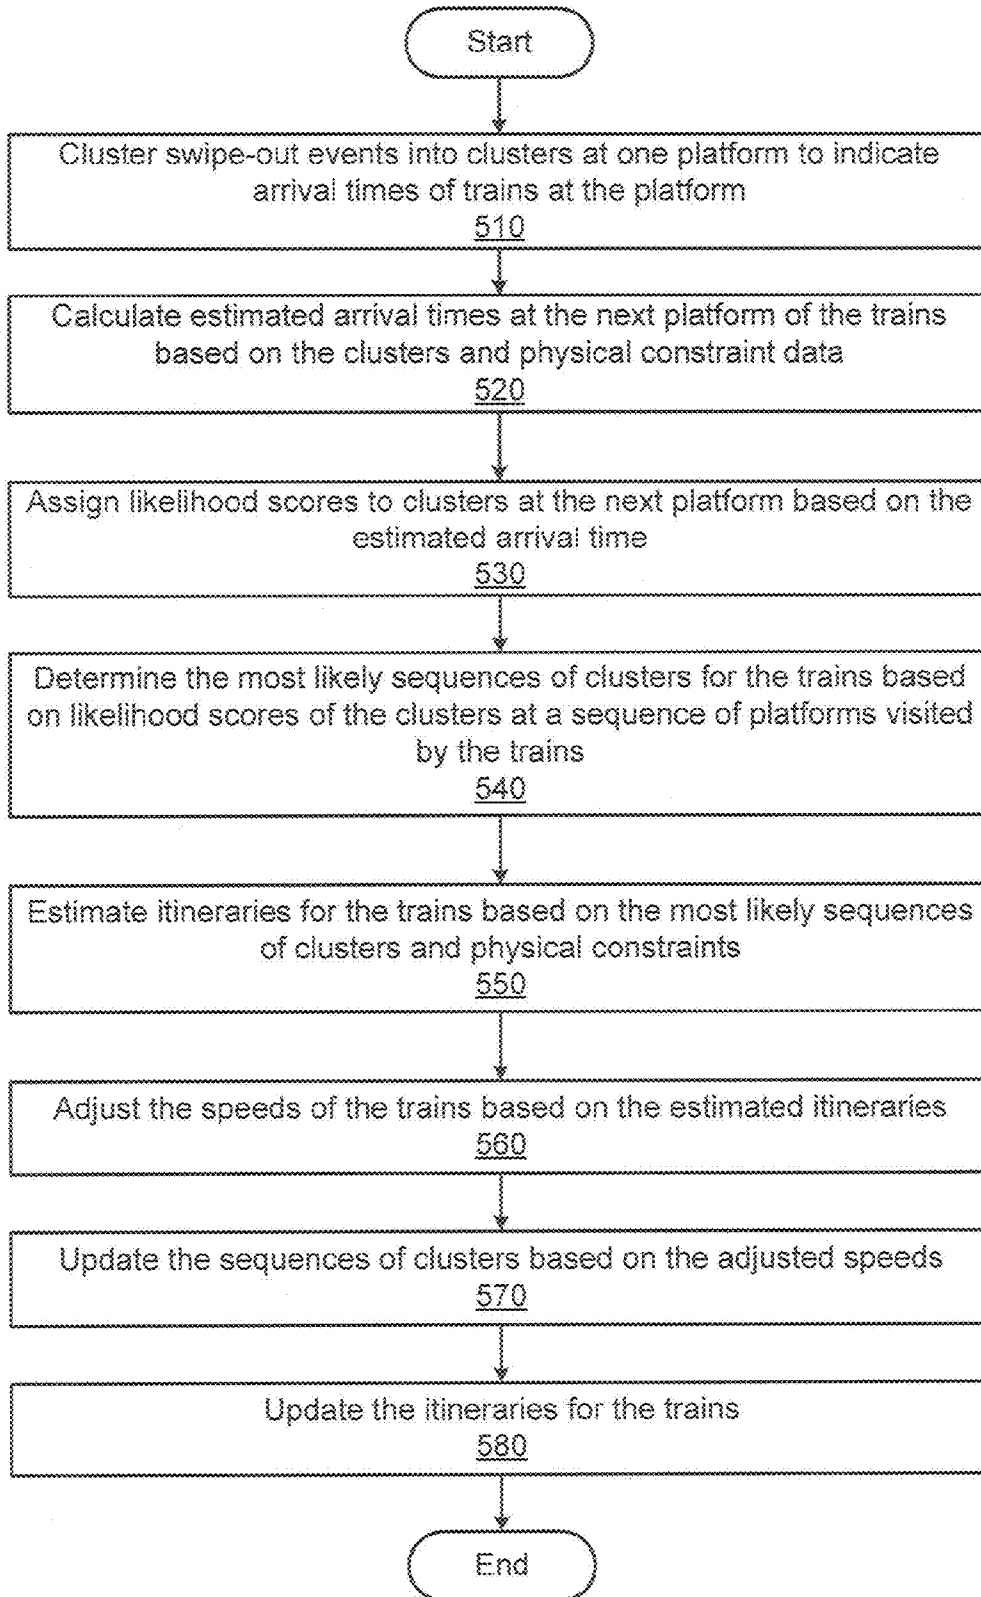 Start
Cluster swipe-out events into clusters at one platform to indicate
arrival times of trains at the platform
510
Calculate estimated arrival times at the next platform of the trains
based on the clusters and physical constraint data
520
Assign likelihood scores to clusters at the next platform based on the
estimated arrival time
530
Determine the most likely sequences of clusters for the trains based
on likelihood scores of the clusters at a sequence of platforms visited
by the trains
540
Estimate itineraries for the trains based on the most likely sequences
of clusters and physical constraints
550
Adjust the speeds of the trains based on the estimated itineraries
560
Update the sequences of clusters based on the adjusted speeds
570
Update the itineraries for the trains
580
End